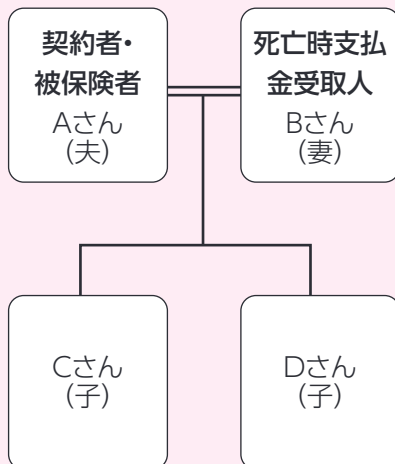 契約者・
被保険者
Aさん
(夫)
死亡時支払
金受取人
Bさん
(妻)
Cさん
(子)
Dさん
(子)